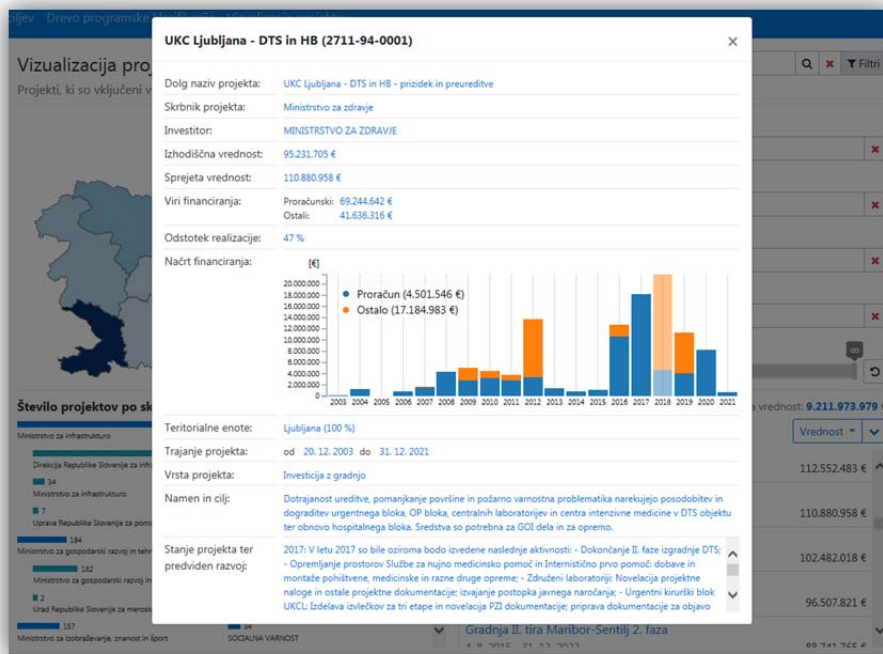 ciljev Drevo programske
UKC Ljubljana - DTS in HB (2711-94-0001)
×
Vizualizacija
Filtri
Projekti, ki so vključeni v
Dolg naziv projekta: UKC Ljubljana - DTS in HB - prizidek in preureditve
Skrbnik projekta: Ministrstvo za zdravje
Investitor: MINISTRSTVO ZA ZDRAVJE
Izhodiščna vrednost: 95.231.705 €
Sprejeta vrednost: 110.880.958 €
Viri financiranja: Proračunski: 69.244.642 €
Ostali: 41.636.316 €
Odstotek realizacije: 47 %
Načrt financiranja: [€]
20.000.000
18.000.000
16.000.000
14.000.000
12.000.000
10.000.000
8.000.000
6.000.000
4.000.000
2.000.000
0
Proračun (4.501.546 €)
Ostalo (17.184.983 €)
2003 2004 2005 2006 2007 2008 2009 2010 2011 2012 2013 2014 2015 2016 2017 2018 2019 2020 2021
∞
Število projektov po
vrednost: 9.211.973.979
Teritorialne enote: Ljubljana (100 %)
Vrednost
Ministrstvo za infrastrukturo
Trajanje projekta: od 20. 12. 2003 do 31. 12. 2021
Direkcija Republike Slovenije za
Vrsta projekta: Investicija z gradnjo
112.552.483 €
34
Ministrstvo za infrastrukturo
Namen in cilj: Dotrajanost ureditve, pomanjkanje površine in požarno varnostna problematika narekujejo posodobitev in
dograditev urgentnega bloka, OP bloka, centralnih laboratorijev in centra intenzivne medicine v DTS objektu
ter obnovo hospitalnega bloka. Sredstva so potrebna za GOI dela in za opremo.
7
110.880.958 €
Uprava Republike Slovenije za
184
Ministrstvo za gospodarski razvoj in
Stanje projekta ter
predviden razvoj:
2017: V letu 2017 so bile oziroma bodo izvedene naslednje aktivnosti: - Dokončanje II. faze izgradnje DTS;
- Opremljanje prostorov Službe za nujno medicinsko pomoč in Internistično prvo pomoč: dobave in
montaže pohištvene, medicinske in razne druge opreme; - Združeni laboratoriji: Novelacija projektne
naloge in ostale projektne dokumentacije; izvajanje postopka javnega naročanja; - Urgentni kirurški blok
UKCL: Izdelava izvlečkov za tri etape in novelacija PZI dokumentacije; priprava dokumentacije za objavo
182
102.482.018 €
Ministrstvo za gospodarski razvoj in
2
Urad Republike Slovenije za
96.507.821 €
157
Ministrstvo za izobraževanje, znanost in šport
34
SOCIALNA VARNOST
Gradnja II. tira Maribor-Šentilj 2. faza